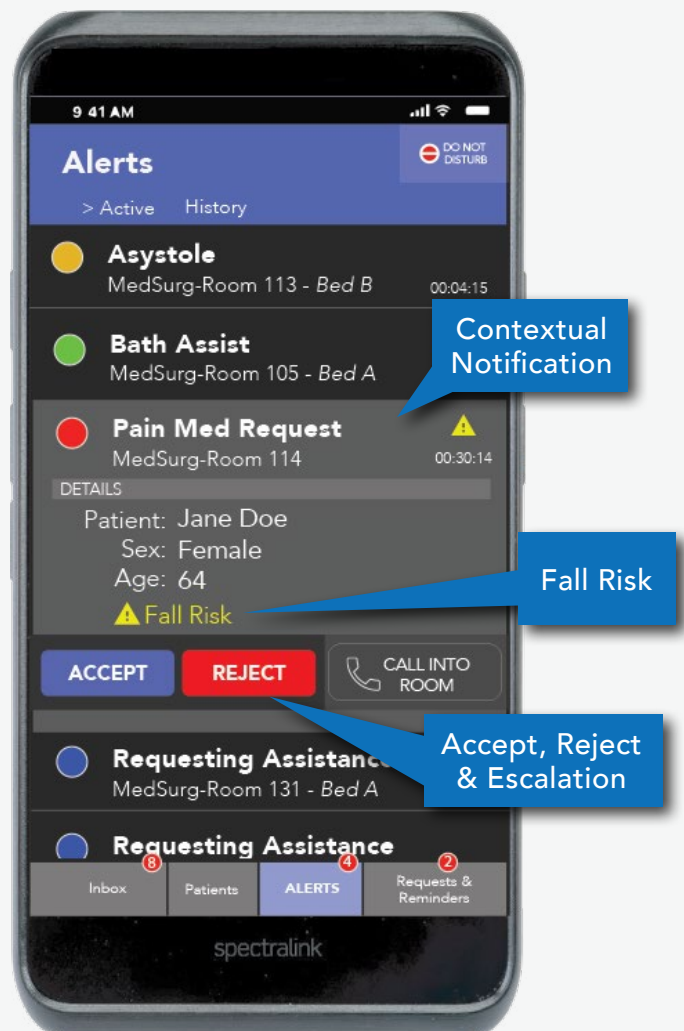 9 41 AM
Alerts
DO NOT
DISTURB
> Active History
Asystole
MedSurg-Room 113 - Bed B 00:04:15
Contextual
Notification
Bath Assist
MedSurg-Room 105 - Bed A
Pain Med Request
MedSurg-Room 114 00:30:14
DETAILS
Patient: Jane Doe
Sex: Female
Age: 64
Fall Risk
Fall Risk
ACCEPT REJECT
CALL INTO
ROOM
Accept, Reject
& Escalation
Requesting Assistance
MedSurg-Room 131 - Bed A
Requesting Assistance
8 4 2
Inbox Patients ALERTS Requests &
Reminders
spectralink